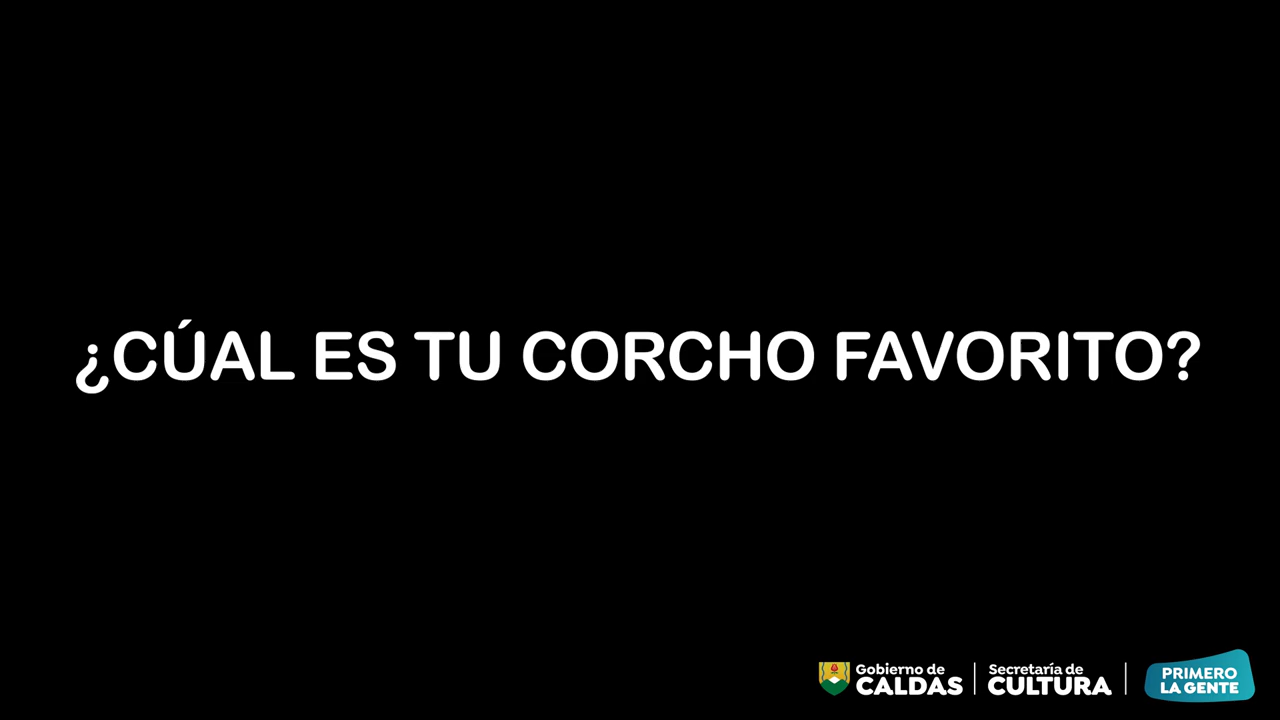 ¿CÚAL ES TU CORCHO FAVORITO?
Gobierno de
CALDAS
Secretaría de
CULTURA
PRIMERO
LA GENTE